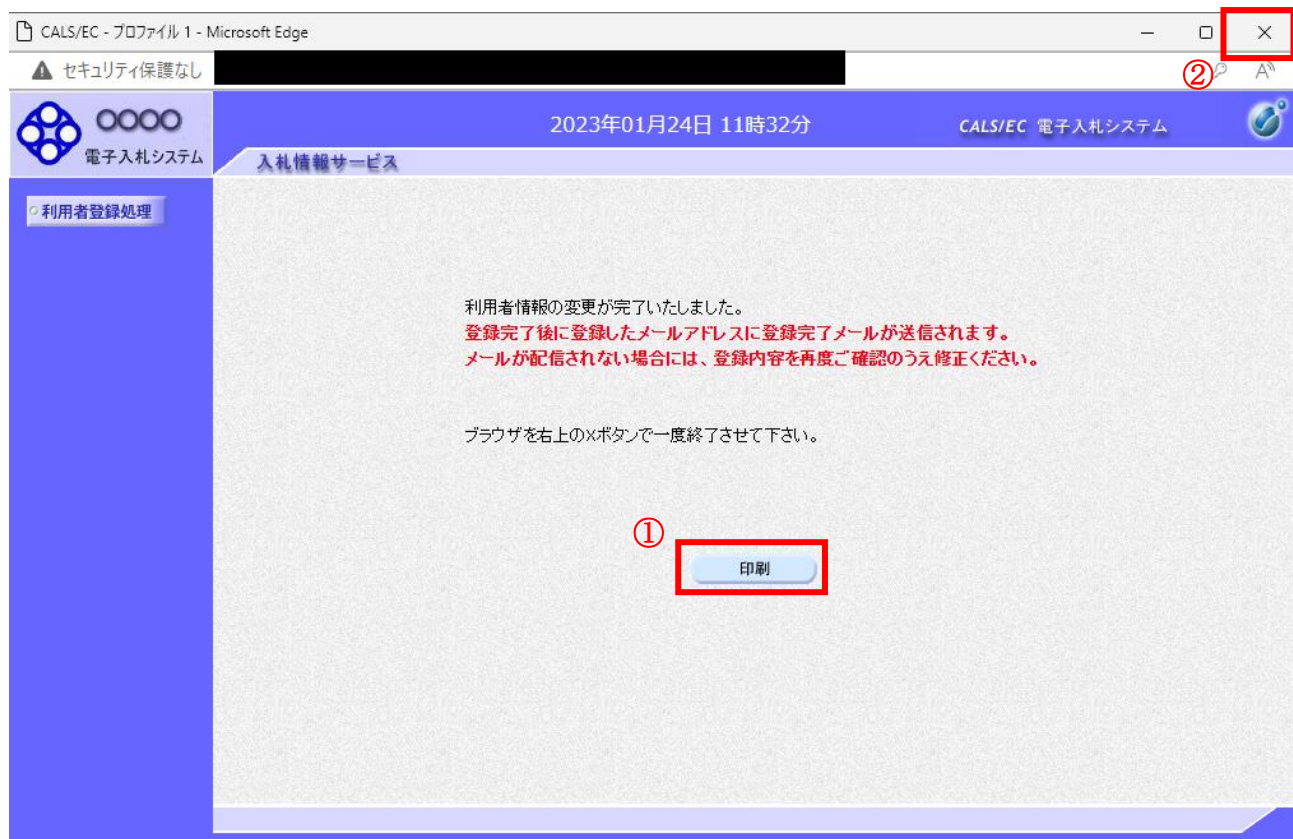 CALS/EC - プロファイル 1 - Microsoft Edge
セキュリティ保護なし
②
A
〇〇〇〇
電子入札システム
2023年01月24日 11時32分
CALS/EC 電子入札システム
入札情報サービス
利用者登録処理
利用者情報の変更が完了いたしました。
登録完了後に登録したメールアドレスに登録完了メールが送信されます。
メールが配信されない場合には、登録内容を再度ご確認のうえ修正ください。
ブラウザを右上の×ボタンで一度終了させて下さい。
①
印刷